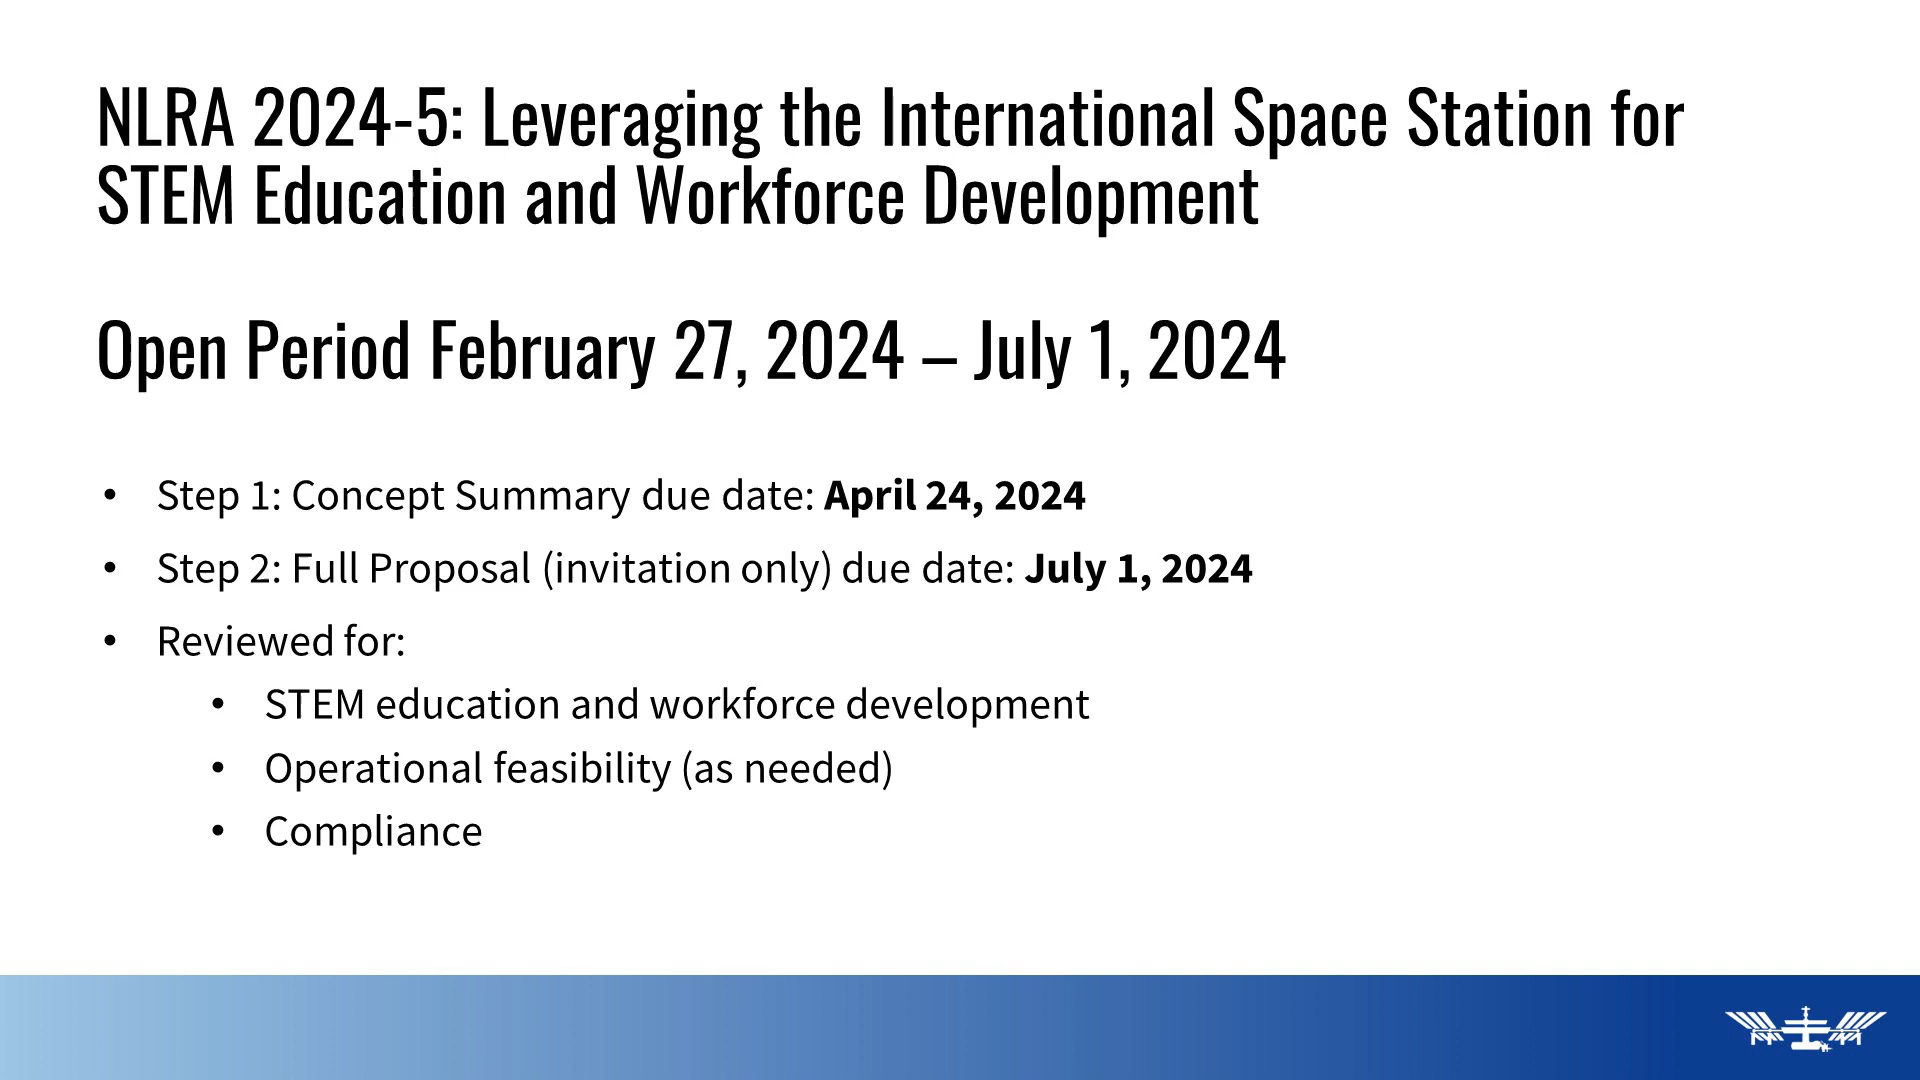 NLRA 2024-5: Leveraging the International Space Station for
STEM Education and Workforce Development
Open Period February 27, 2024 – July 1, 2024
• Step 1: Concept Summary due date: April 24, 2024
• Step 2: Full Proposal (invitation only) due date: July 1, 2024
• Reviewed for:
• STEM education and workforce development
• Operational feasibility (as needed)
• Compliance